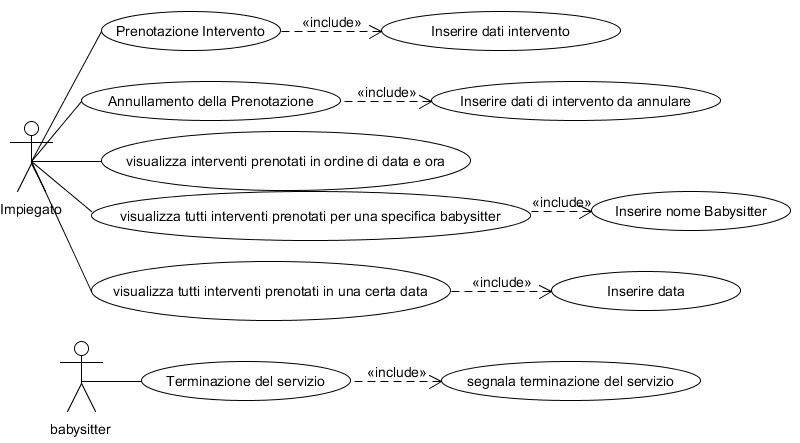 Prenotazione Intervento
«include»
Inserire dati intervento
Annullamento della Prenotazione
«include»
Inserire dati di intervento da annulare
visualizza interventi prenotati in ordine di data e ora
Impiegato
visualizza tutti interventi prenotati per una specifica babysitter
«include»
Inserire nome Babysitter
visualizza tutti interventi prenotati in una certa data
«include»
Inserire data
Terminazione del servizio
«include»
segnala terminazione del servizio
babysitter